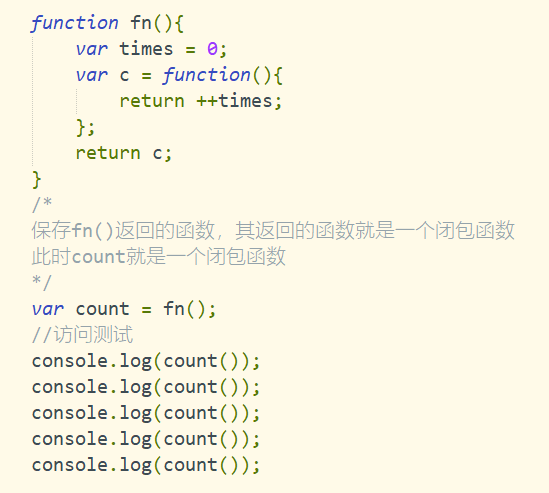 function fn(){
    var times = 0;
    var c = function(){
        return ++times;
    };
    return c;
}
/*
保存fn()返回的函数，其返回的函数就是一个闭包函数
此时count就是一个闭包函数
*/
var count = fn();
//访问测试
console.log(count());
console.log(count());
console.log(count());
console.log(count());
console.log(count());